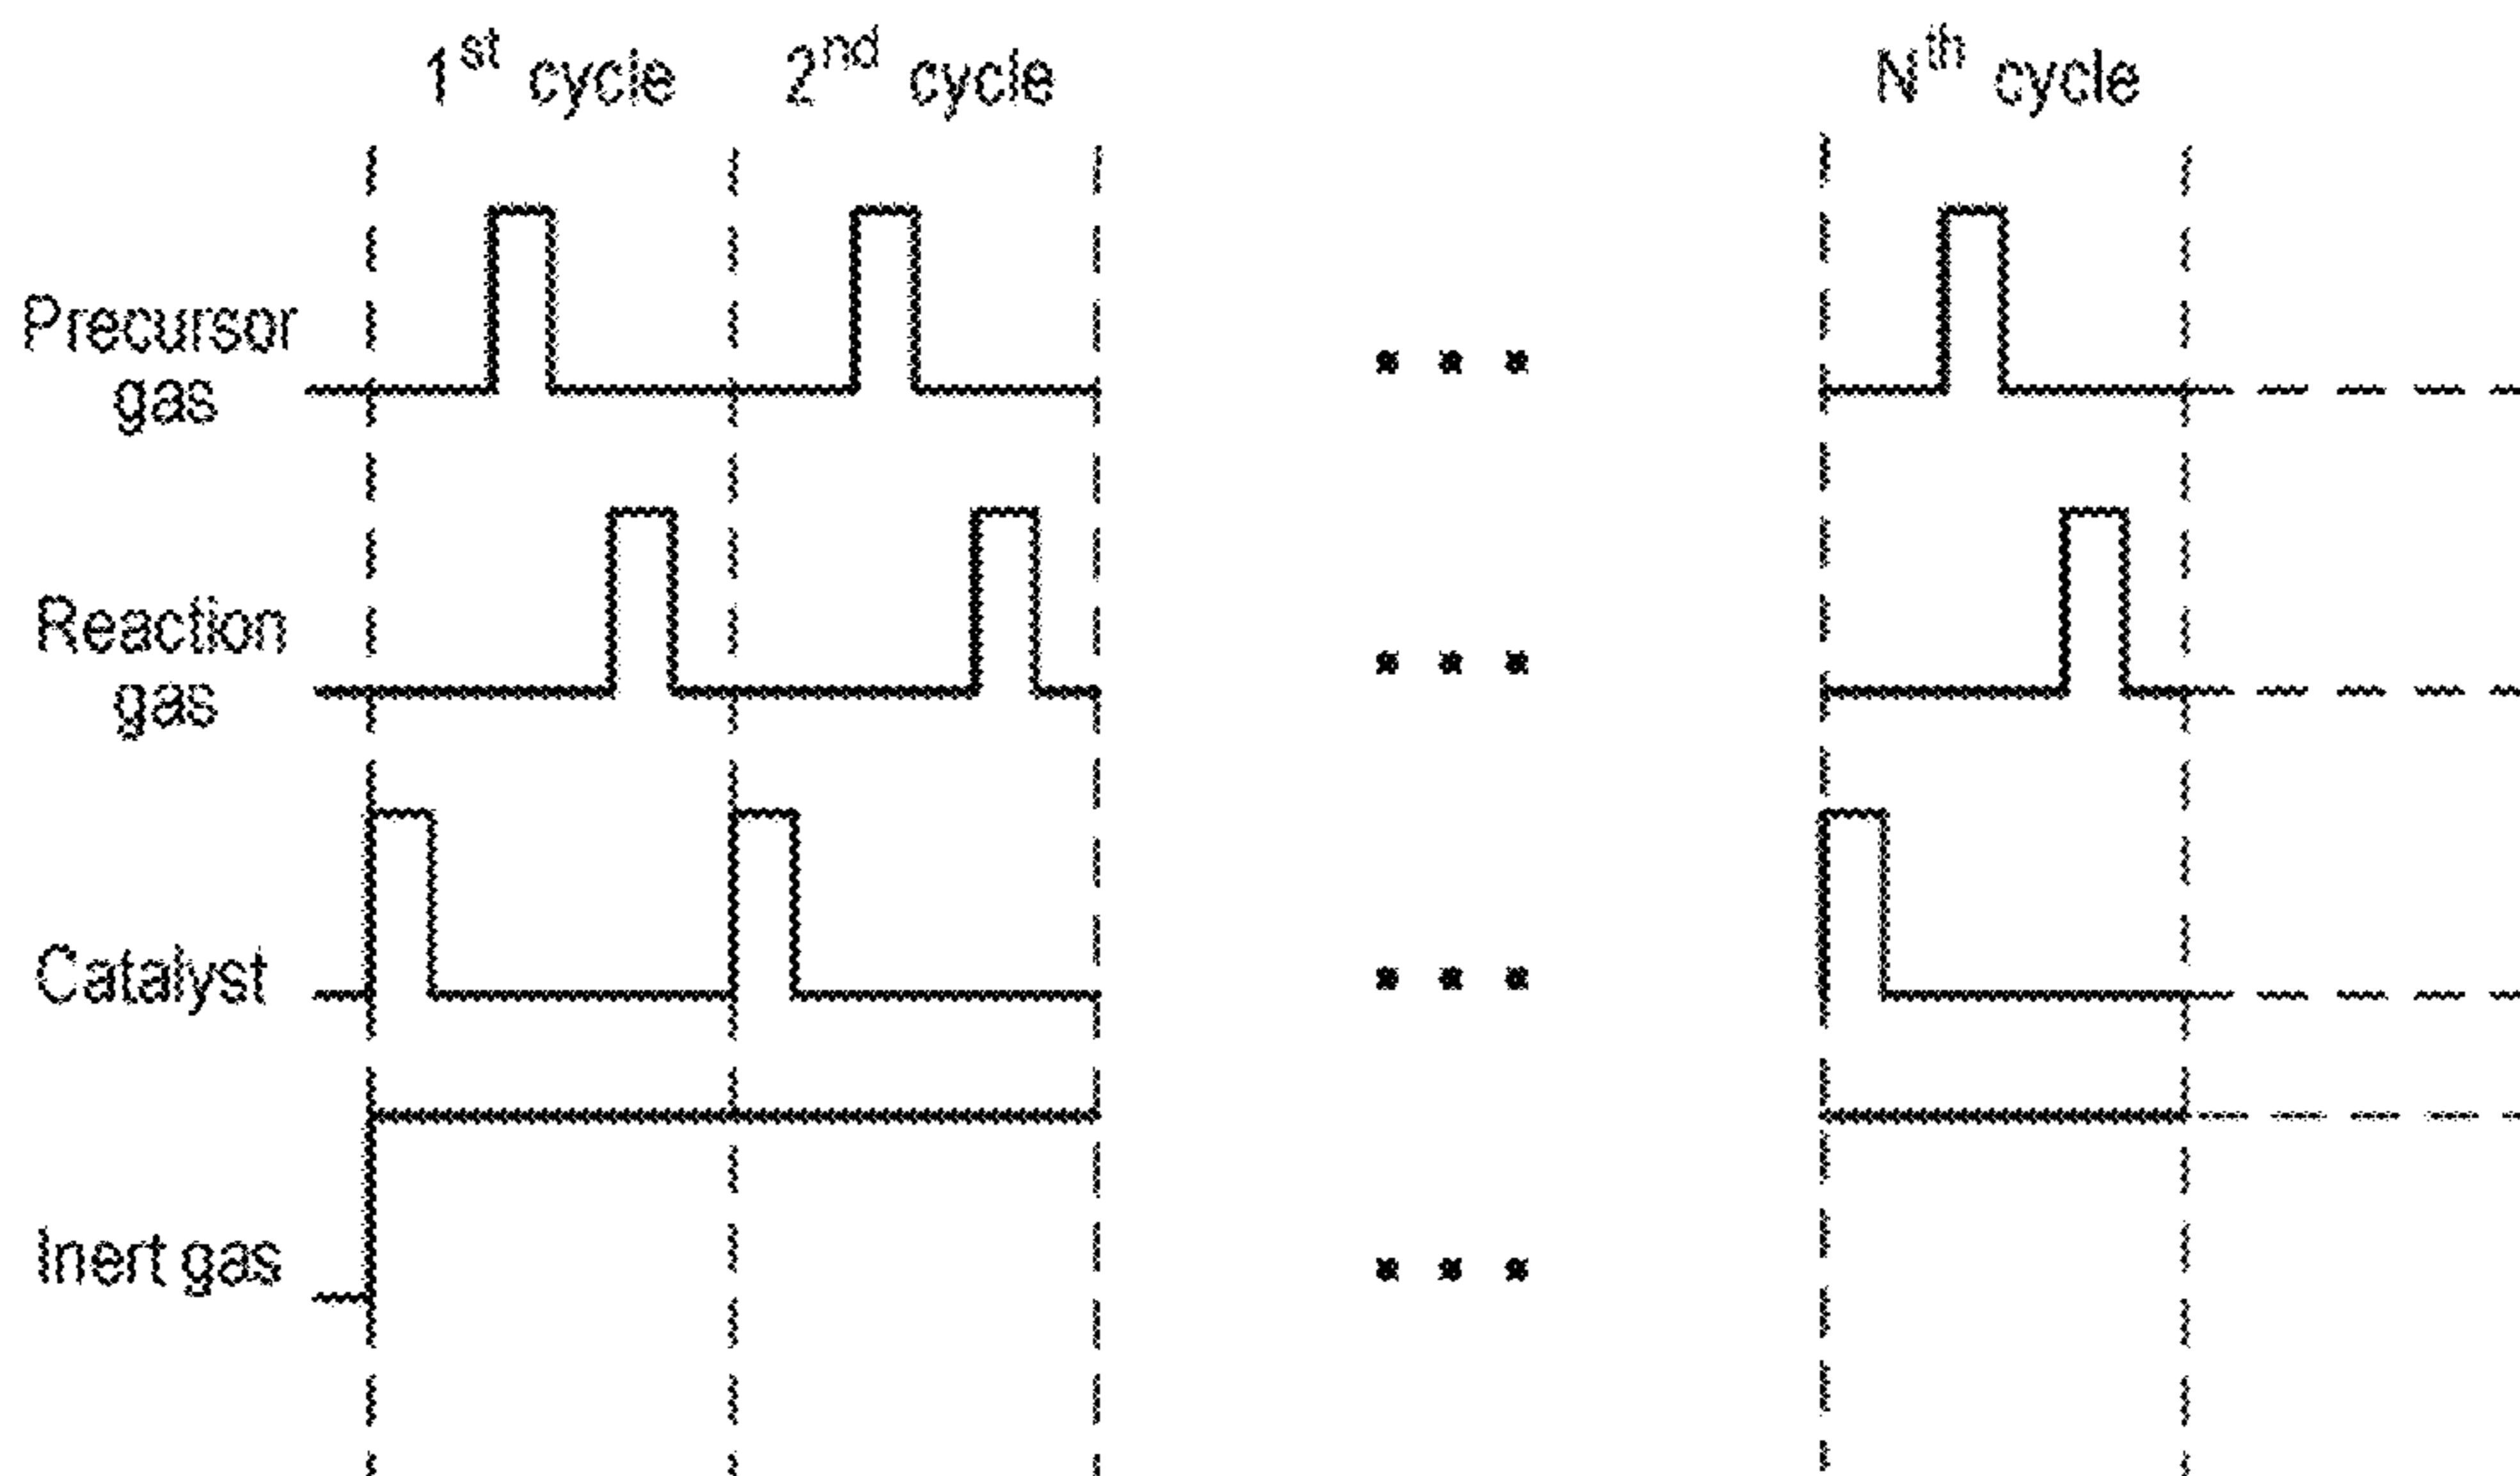 1st cycle 2nd cycle Nth cycle
Precursor
gas
Reaction
gas
Catalyst
Inert gas